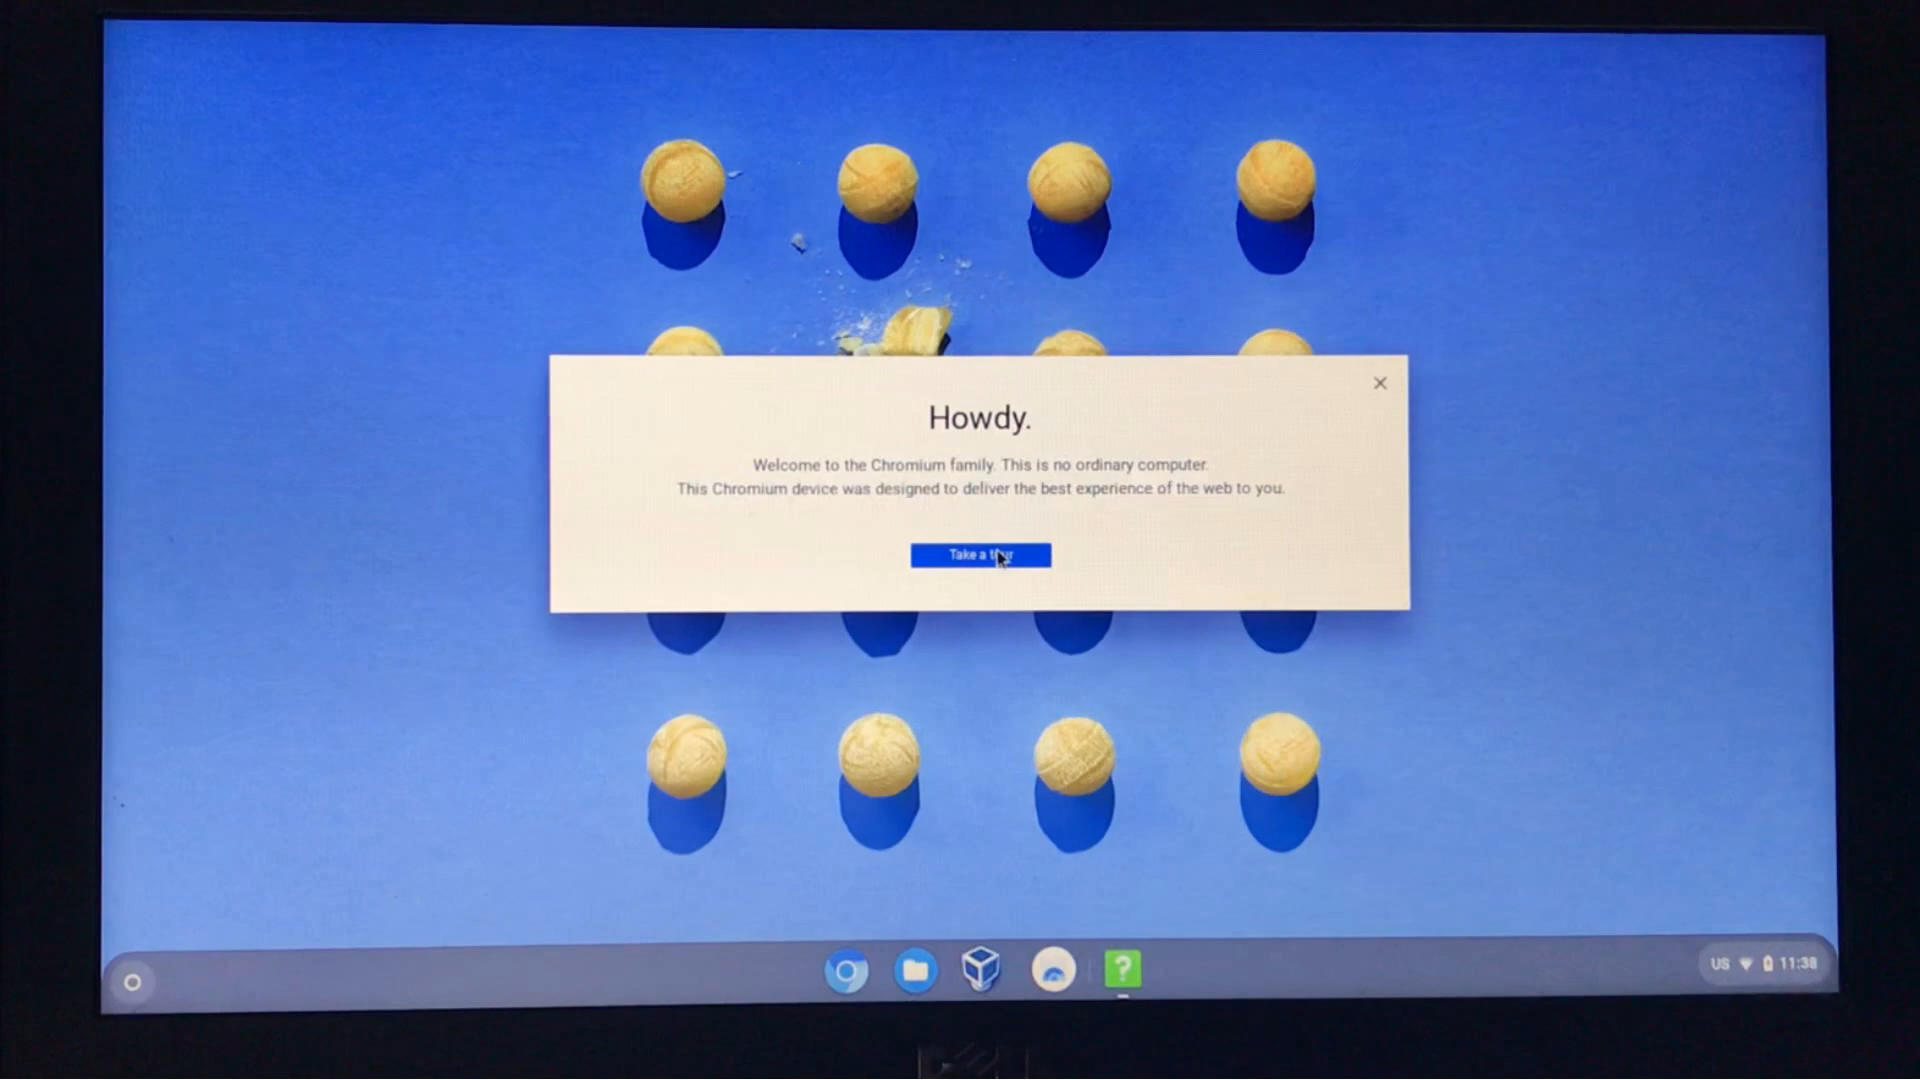 Howdy.
Welcome to the Chromium family. This is no ordinary computer.
This Chromium device was designed to deliver the best experience of the web to you.
Take a tour
?
US 11:38